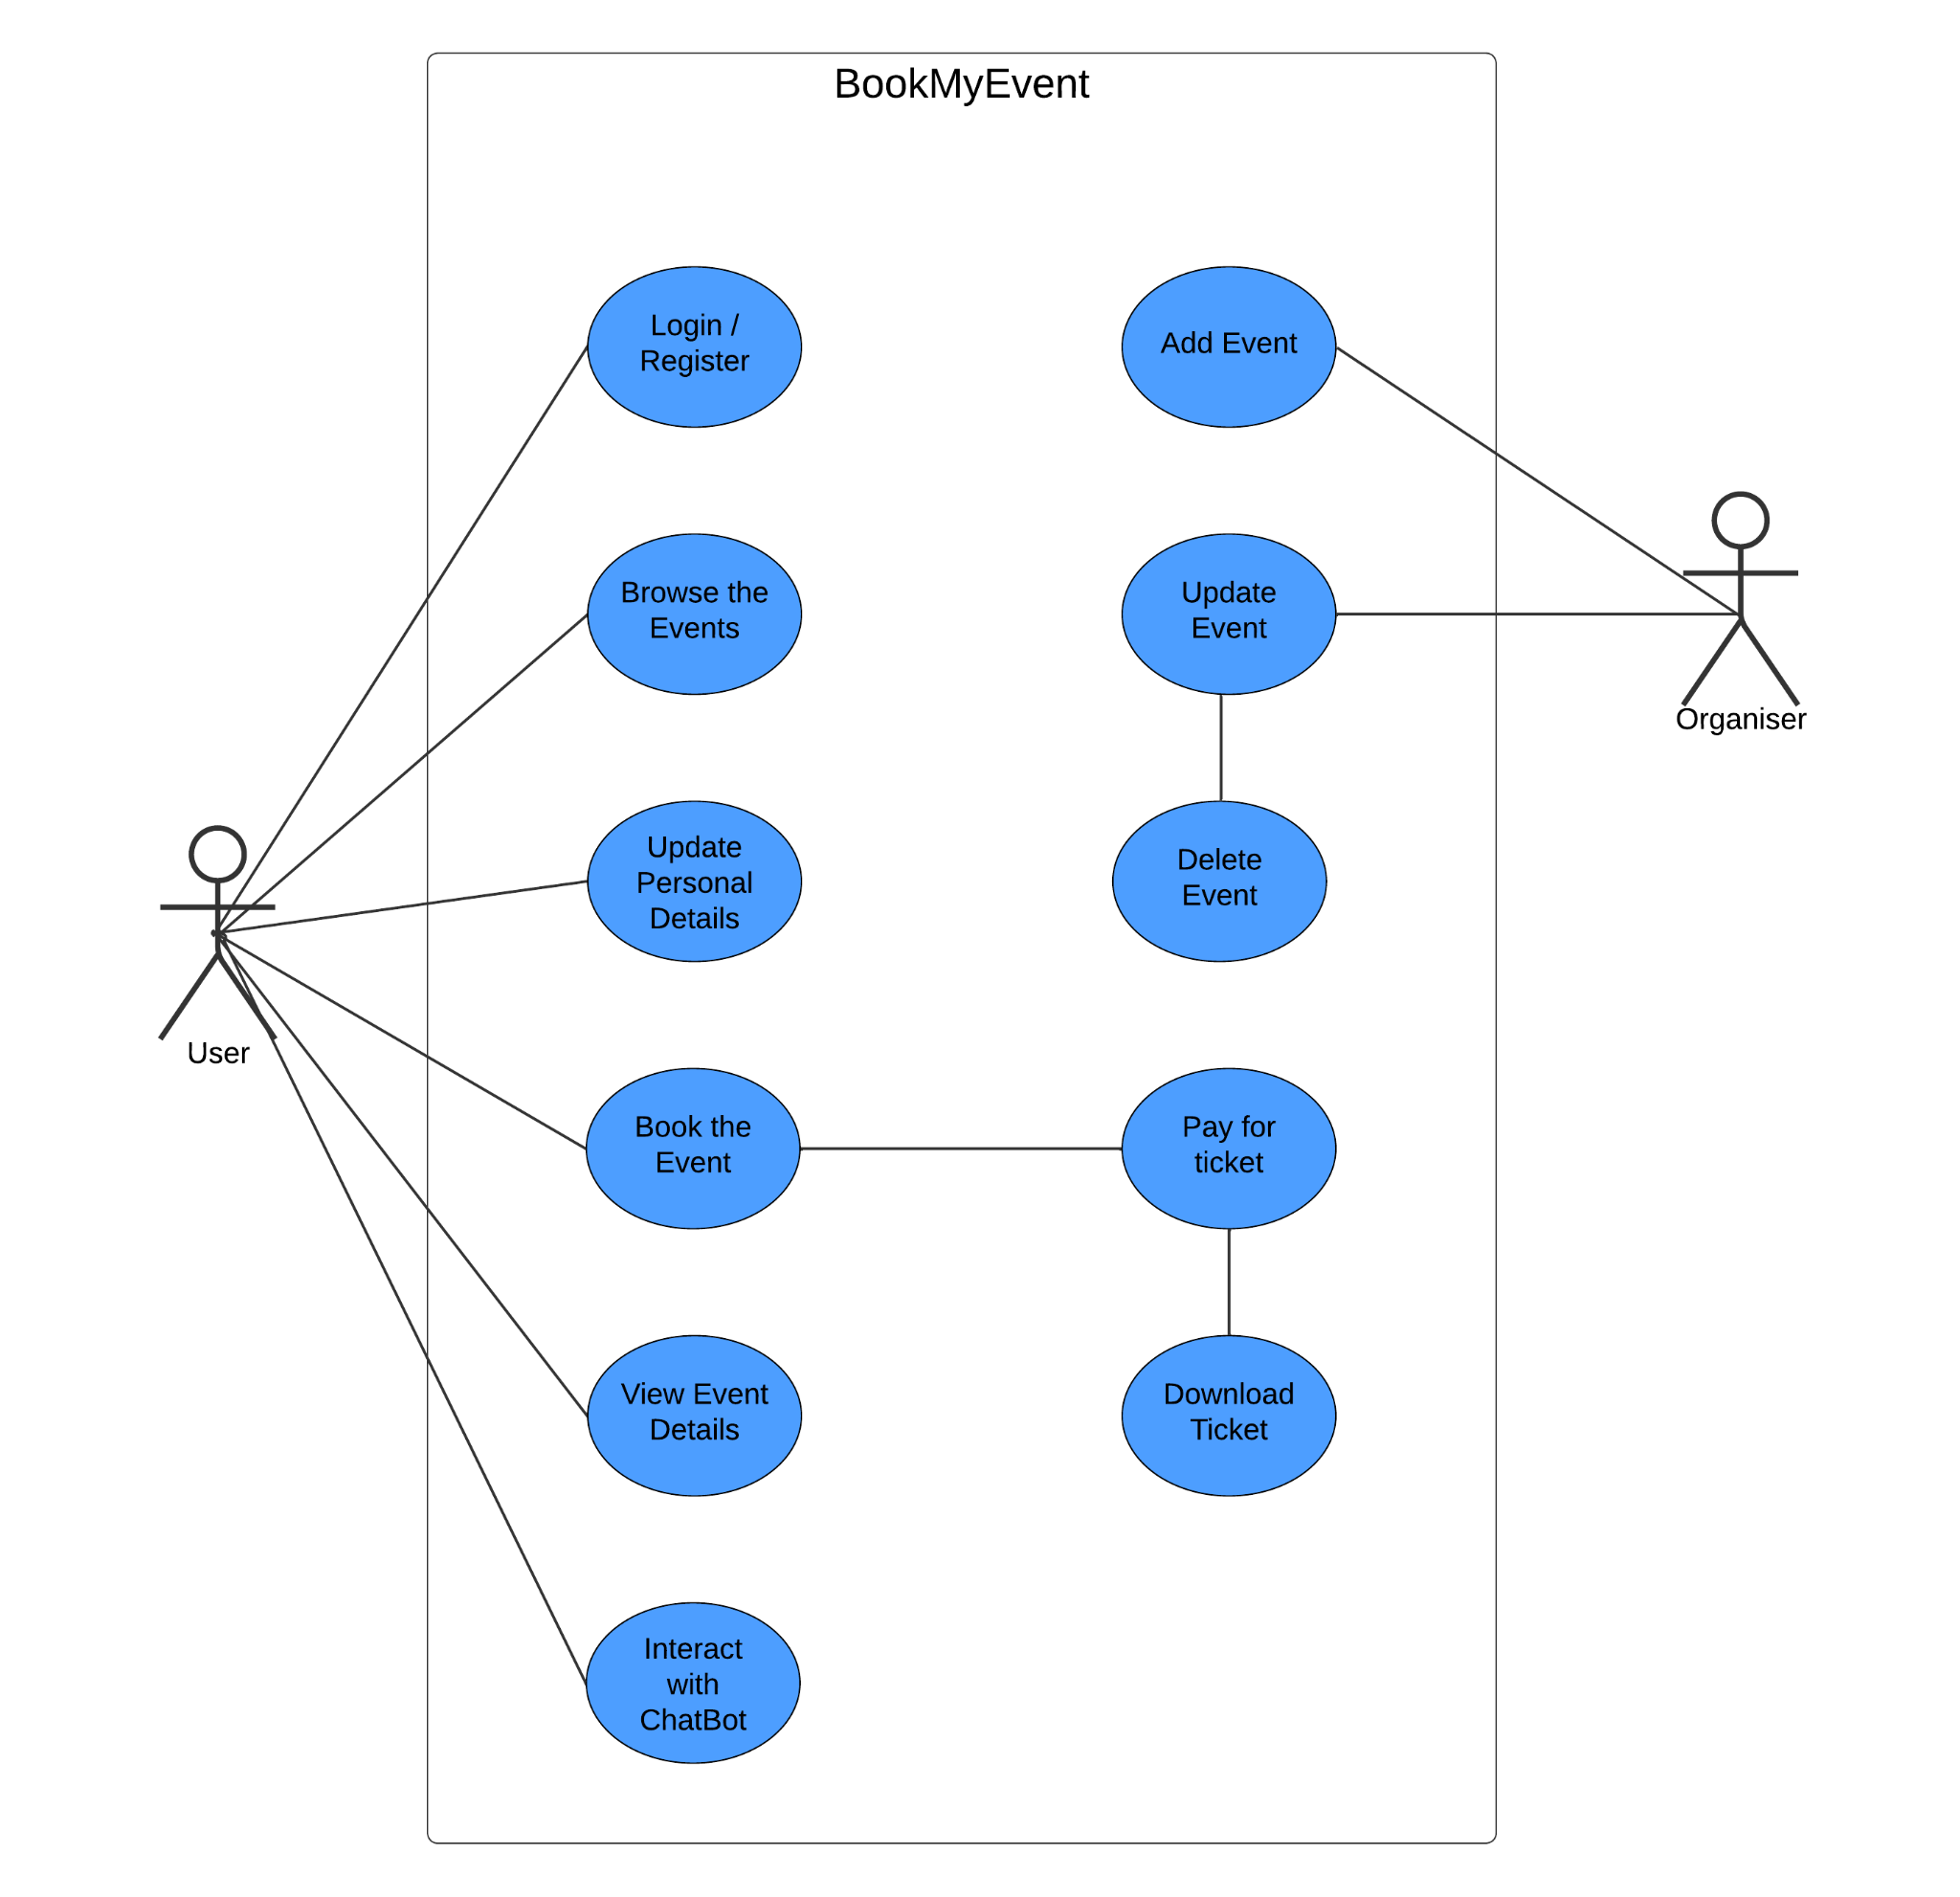 BookMyEvent
Login /
Register
Add Event
Browse the
Events
Update
Event
Organiser
Update
Personal
Details
Delete
Event
User
Book the
Event
Pay for
ticket
View Event
Details
Download
Ticket
Interact
with
ChatBot